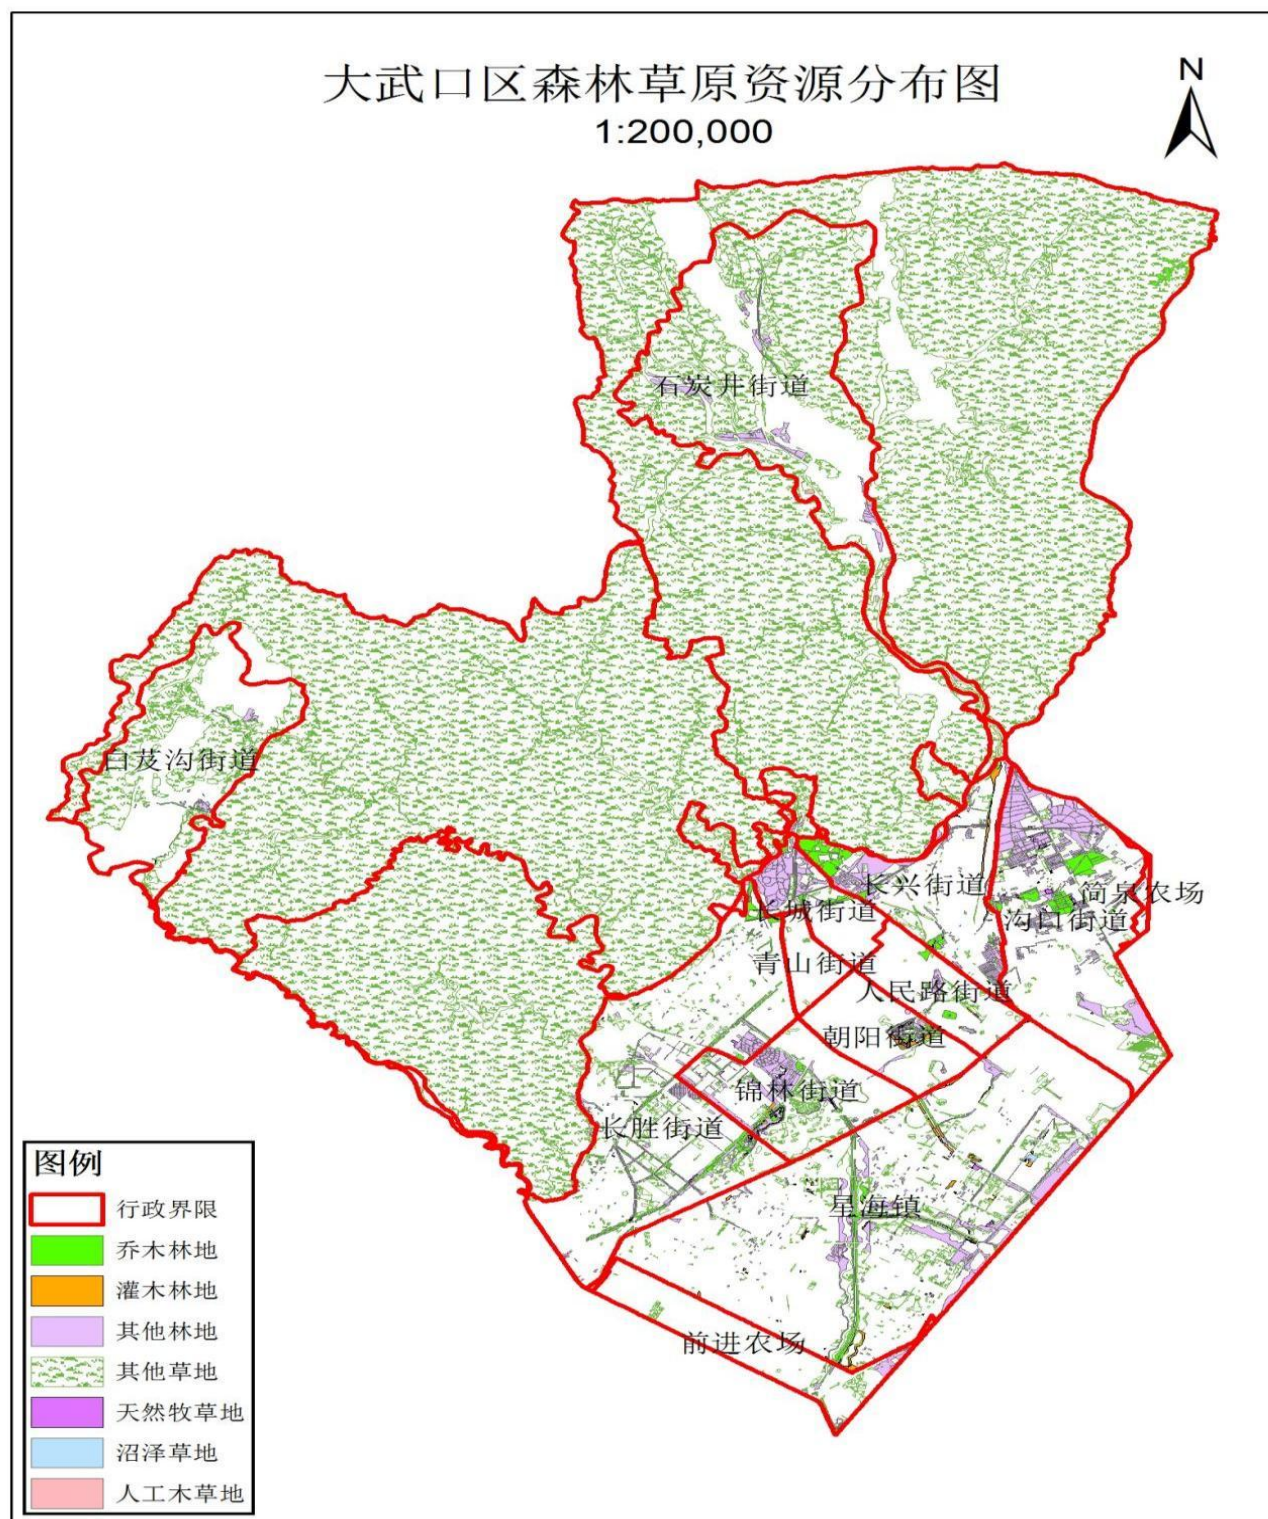 大武口区森林草原资源分布图
1:200,000
N
石炭井街道
白芨沟街道
长兴街道
简泉农场
长城街道
沟口街道
青山街道
人民路街道
朝阳街道
锦林街道
长胜街道
星海镇
前进农场
图例
行政界限
乔木林地
灌木林地
其他林地
其他草地
天然牧草地
沼泽草地
人工木草地